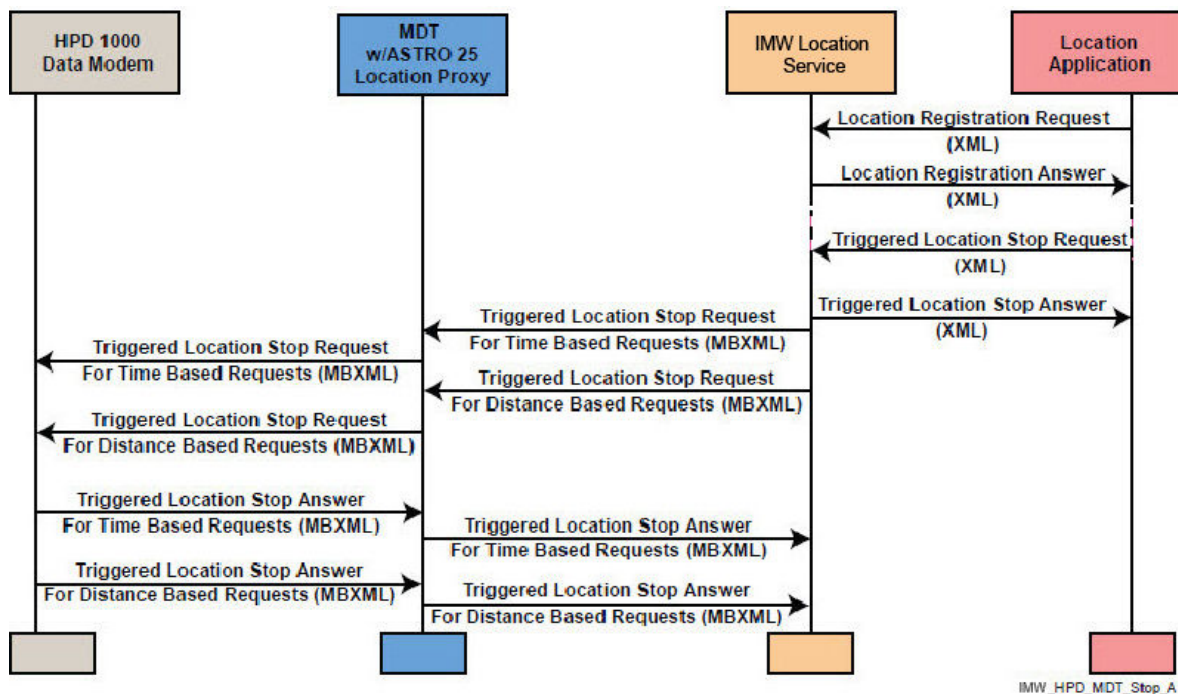 HPD 1000
Data Modem
MDT
w/ASTRO 25
Location Proxy
IMW Location
Service
Location
Application
Location Registration Request
(XML)
Location Registration Answer
(XML)
Triggered Location Stop Request
(XML)
Triggered Location Stop Answer
(XML)
Triggered Location Stop Request
For Time Based Requests (MBXML)
Triggered Location Stop Request
For Time Based Requests (MBXML)
Triggered Location Stop Request
For Distance Based Requests (MBXML)
Triggered Location Stop Request
For Distance Based Requests (MBXML)
Triggered Location Stop Answer
For Time Based Requests (MBXML)
Triggered Location Stop Answer
For Time Based Requests (MBXML)
Triggered Location Stop Answer
For Distance Based Requests (MBXML)
Triggered Location Stop Answer
For Distance Based Requests (MBXML)
IMW_HPD_MDT_Stop_A